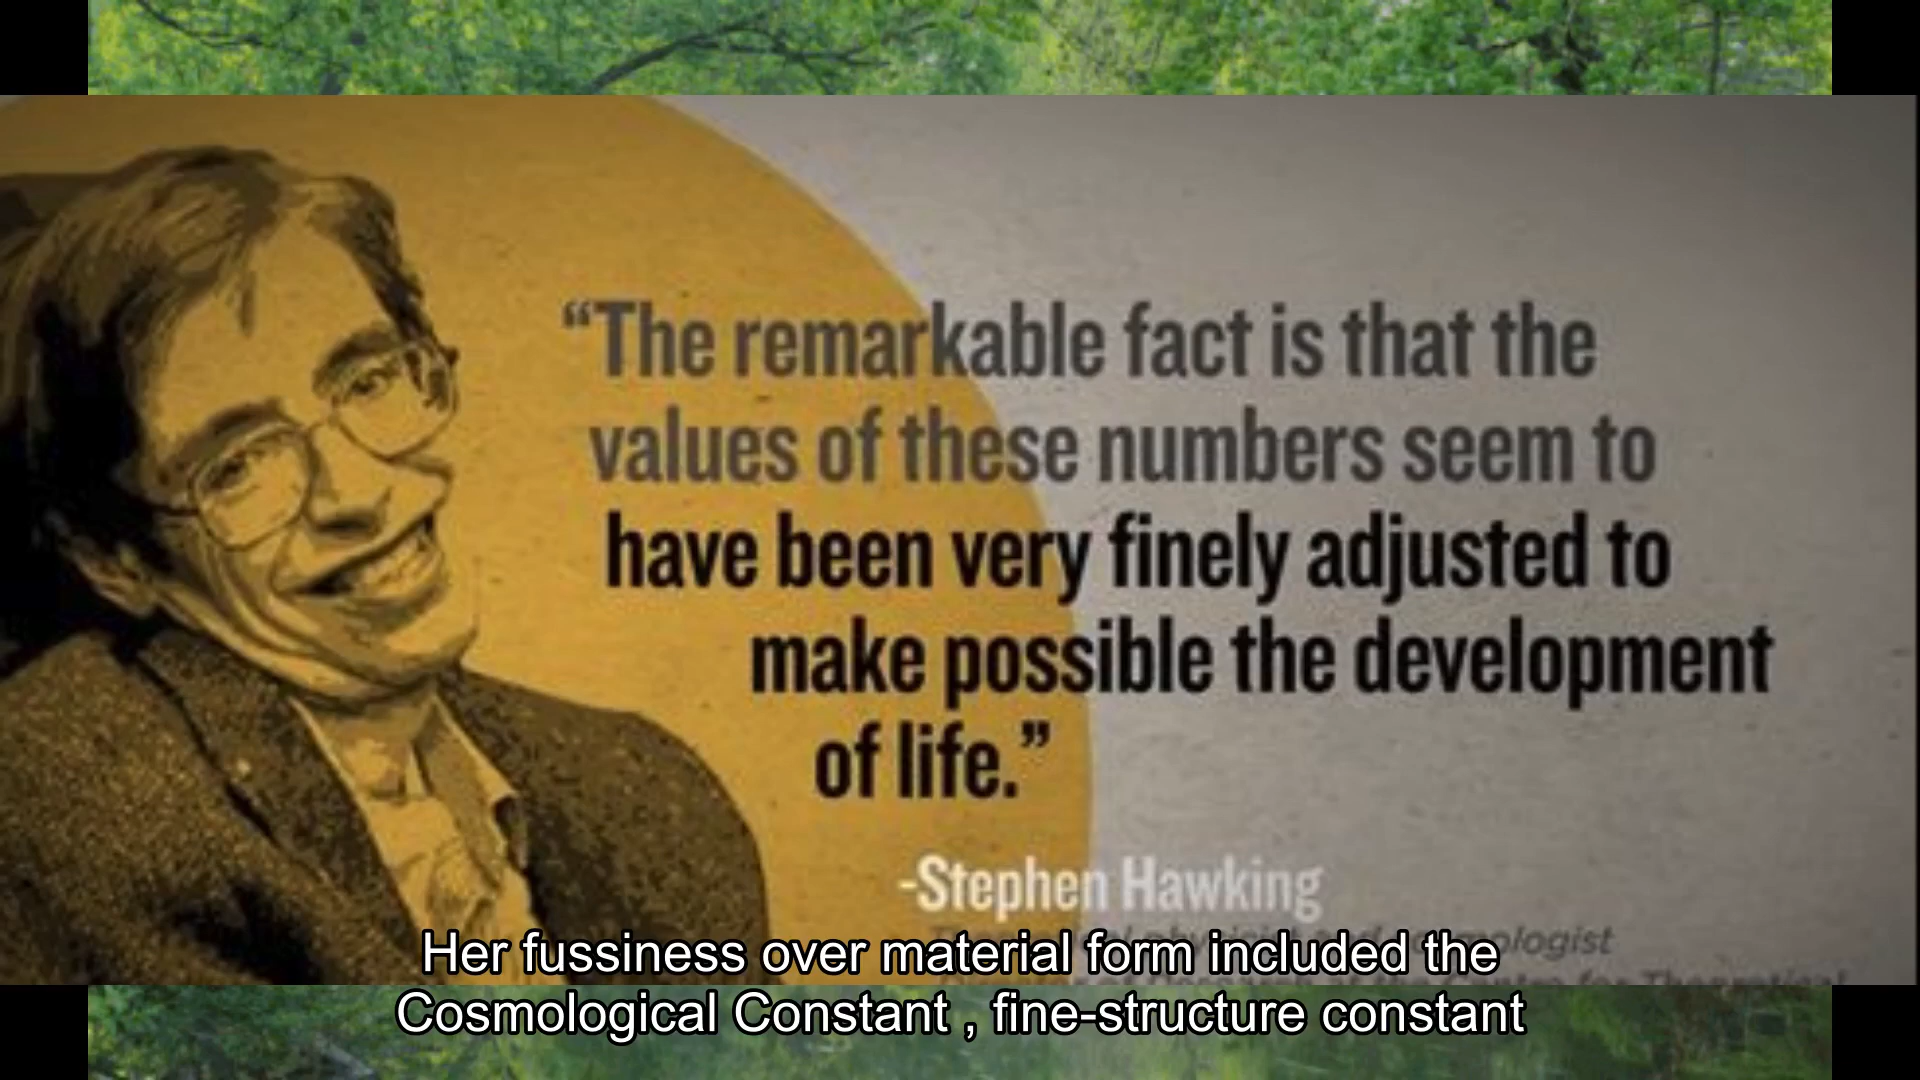 “The remarkable fact is that the
values of these numbers seem to
have been very finely adjusted to
make possible the development
of life.”
-Stephen Hawking
Her fussiness over material form included the
Cosmological Constant , fine-structure constant